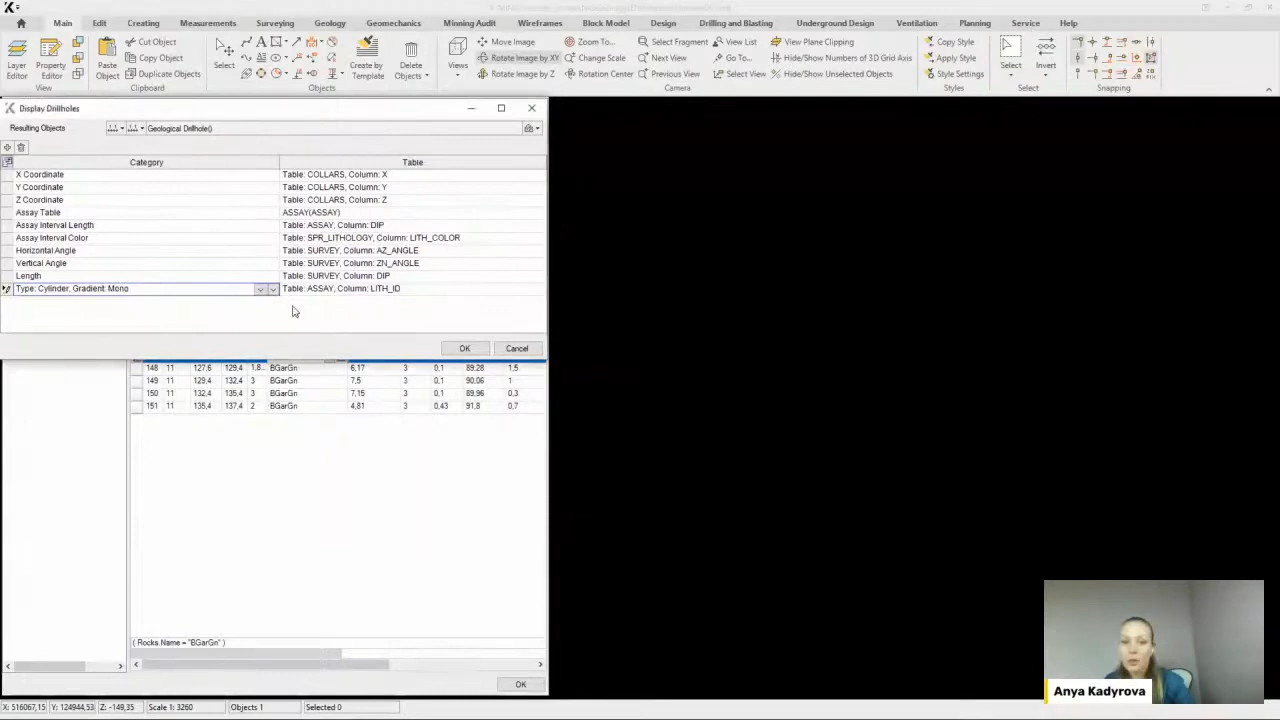 Main Edit Creating Measurements Surveying Geology Geomechanics Mining Audit Wireframes Block Model Design Drilling and Blasting Underground Design Ventilation Planning Service Help
Layer Editor
Property Editor
View
Paste Object
Cut Object
Copy Object
Duplicate Objects
Clipboard
Select
Create by Template
Delete Objects
Objects
Views
Move Image
Rotate Image by XY
Rotate Image by Z
Zoom To...
Change Scale
Rotation Center
Select Fragment
Next View
Previous View
View List
Go To...
Select View
View Plane Clipping
Hide/Show Numbers of 3D Grid Axis
Hide/Show Unselected Objects
Camera
Copy Style
Apply Style
Style Settings
Styles
Select
Insert
Select
Snapping
Display Drillholes
Resulting Objects Geological Drillhole()
Category Table
X Coordinate Table: COLLARS, Column: X
Y Coordinate Table: COLLARS, Column: Y
Z Coordinate Table: COLLARS, Column: Z
Assay Table ASSAY(ASSAY)
Assay Interval Length Table: ASSAY, Column: DIP
Assay Interval Color Table: SPR_LITHOLOGY, Column: LITH_COLOR
Horizontal Angle Table: SURVEY, Column: AZ_ANGLE
Vertical Angle Table: SURVEY, Column: ZN_ANGLE
Length Table: SURVEY, Column: DIP
Type: Cylinder, Gradient: Mono Table: ASSAY, Column: LITH_ID
OK Cancel
148 11 127,6 129,4 1,8... BGarGn 6,17 3 0,1 89,28 1,5
149 11 129,4 132,4 3 BGarGn 7,5 3 0,1 90,06 1
150 11 132,4 135,4 3 BGarGn 7,15 3 0,1 89,96 0,3
151 11 135,4 137,4 2 BGarGn 4,81 3 0,43 91,8 0,7
( Rocks.Name = "BGarGn" )
OK
Anya Kadyrova
X: 516067,15 Y: 124944,53 Z: -149,35 Scale 1: 3260 Objects 1 Selected 0